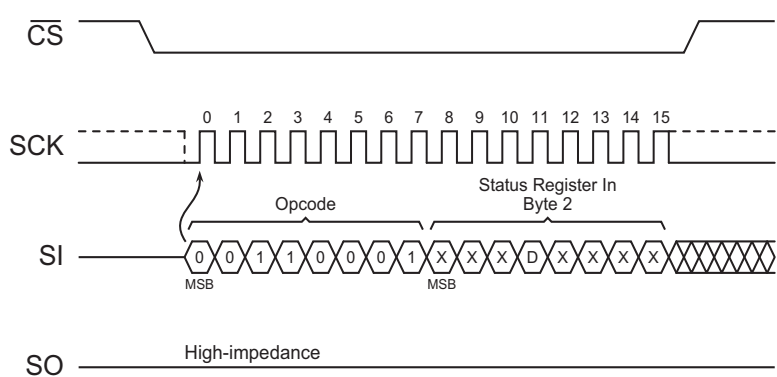 CS
SCK
0 1 2 3 4 5 6 7 8 9 10 11 12 13 14 15
Opcode
Status Register In
Byte 2
SI
0 0 1 1 0 0 0 1 X X X D X X X X
MSB MSB
SO
High-impedance